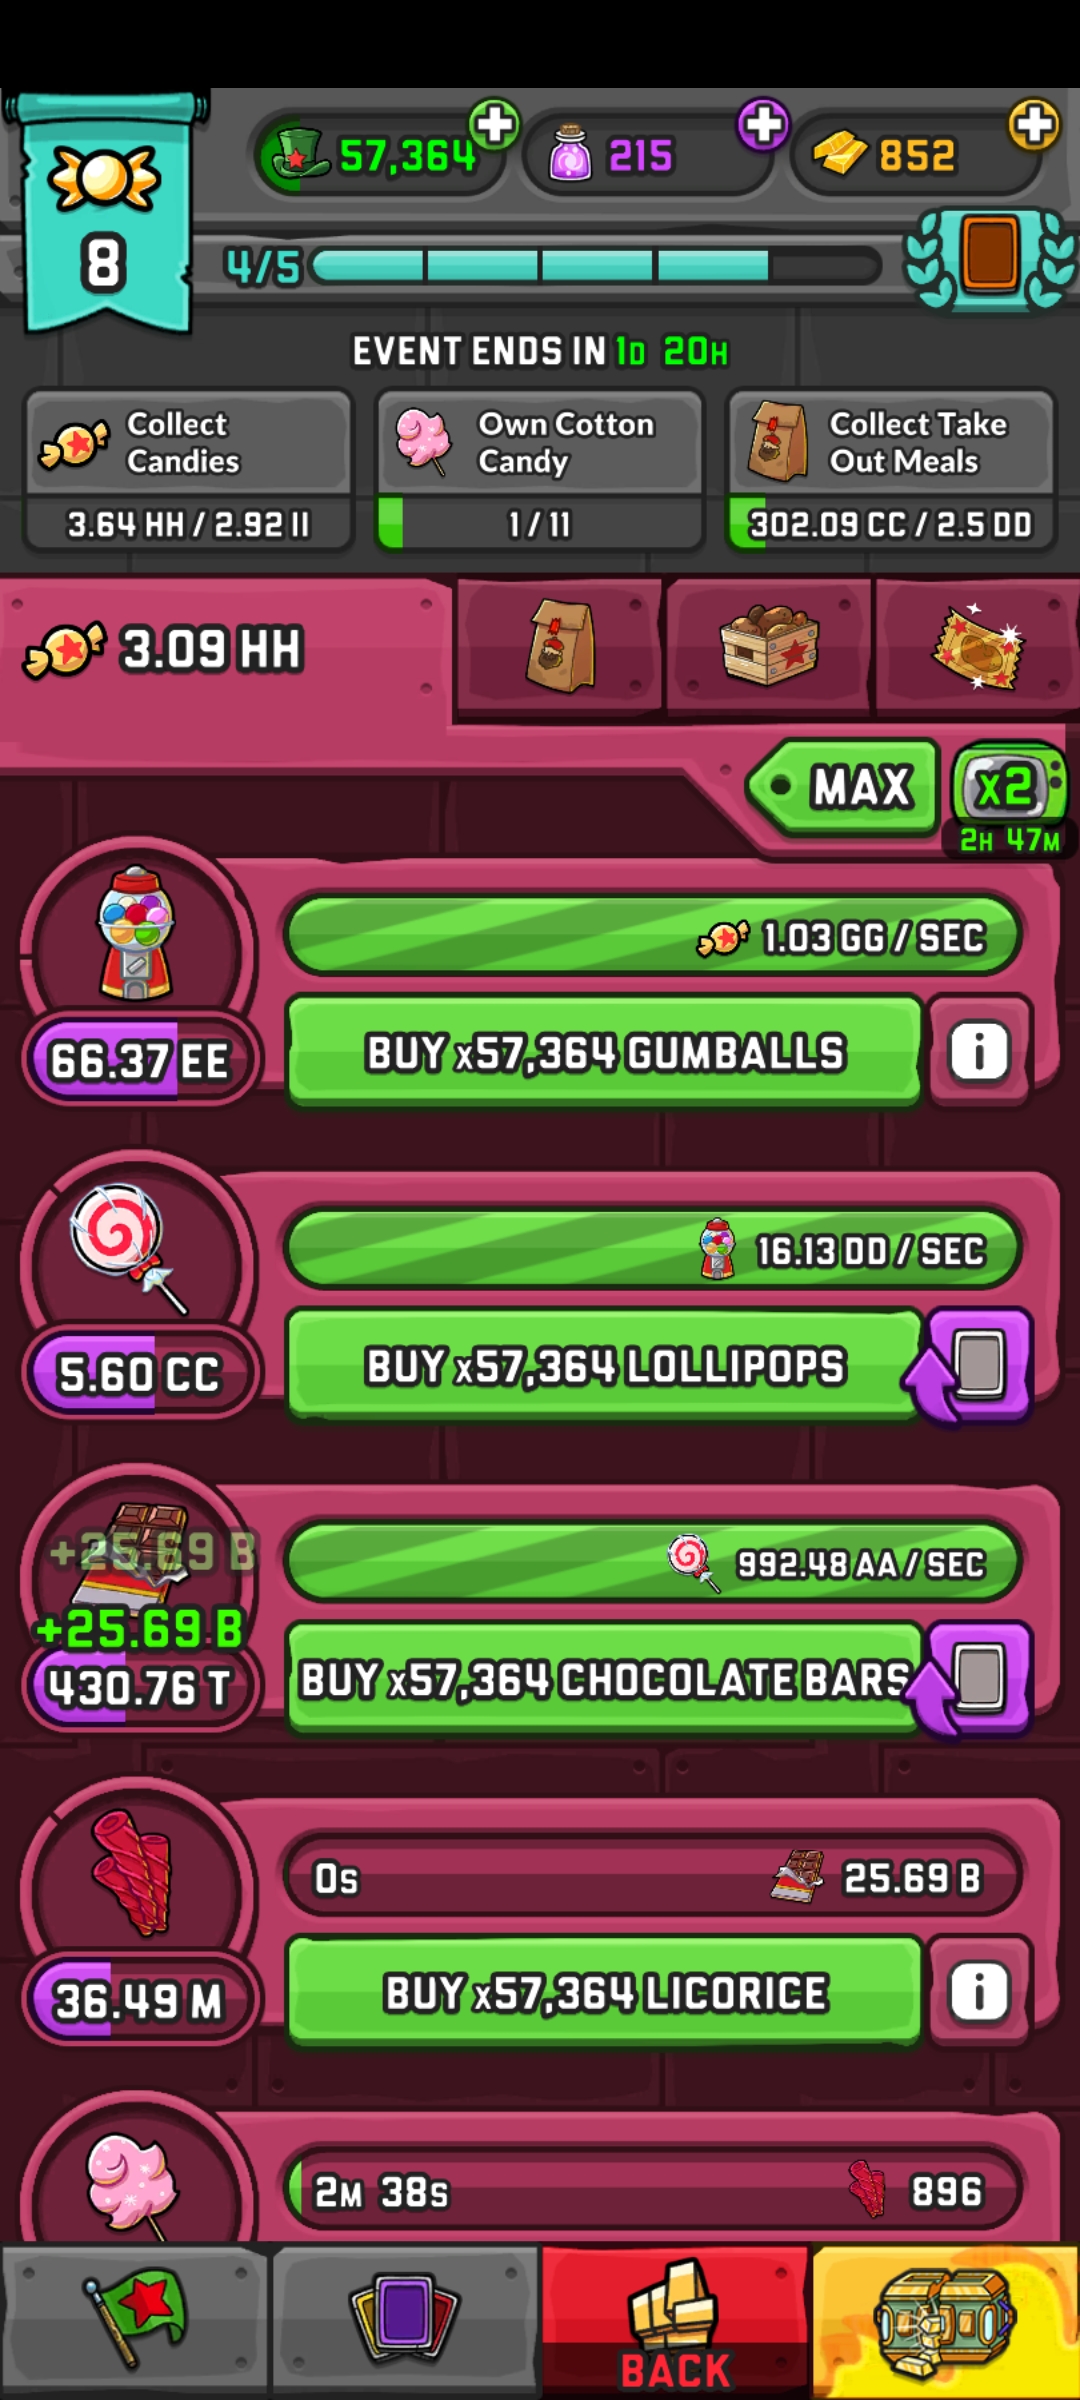 57,364
215
852
8
4/5
EVENT ENDS IN 1D 20H
Collect
Candies
3.64 HH / 2.92 II
Own Cotton
Candy
1 / 11
Collect Take
Out Meals
302.09 CC / 2.5 DD
3.09 HH
MAX
x2
2H 47M
1.03 GG / SEC
66.37 EE
BUY x57,364 GUMBALLS
i
16.13 DD / SEC
5.60 CC
BUY x57,364 LOLLIPOPS
+25.69 B
992.48 AA / SEC
+25.69 B
430.76 T
BUY x57,364 CHOCOLATE BARS
0s
25.69 B
36.49 M
BUY x57,364 LICORICE
i
2M 38s
896
BACK